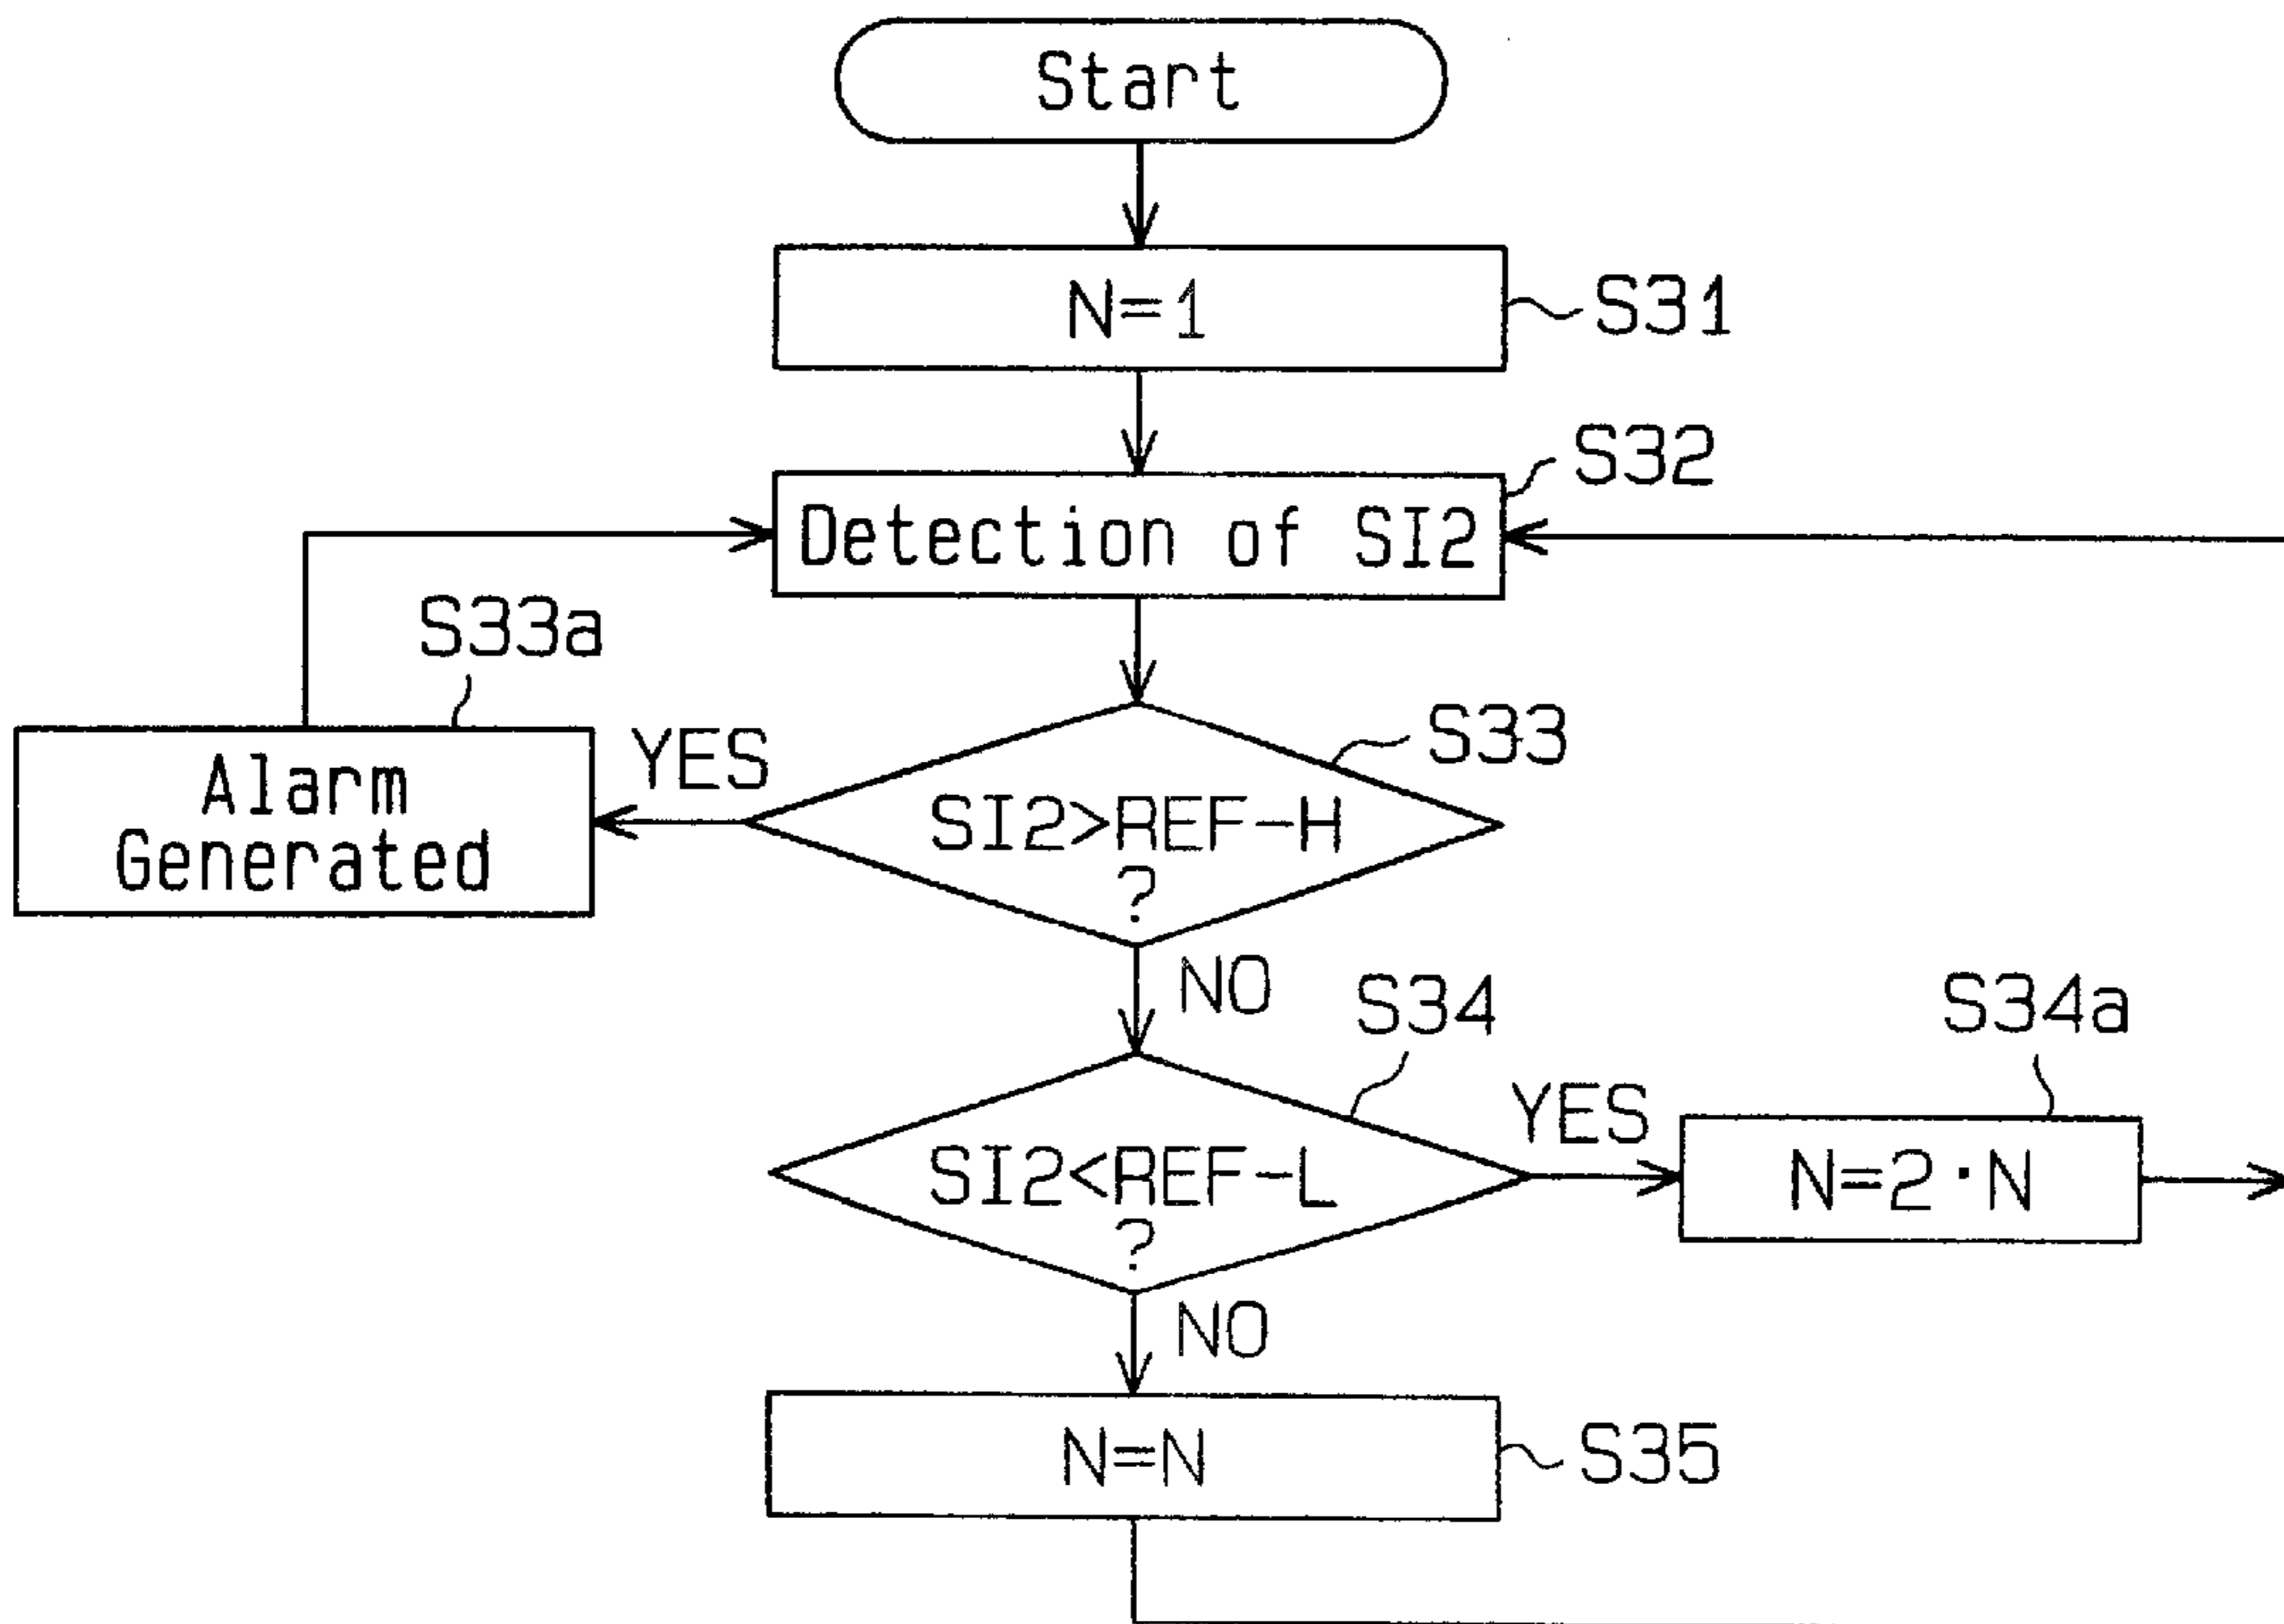 Start
N=1
S31
S32
Detection of SI2
S33a
S33
YES
Alarm
Generated
SI2>REF-H
?
NO
S34
S34a
YES
SI2<REF-L
?
N=2·N
NO
N=N
S35